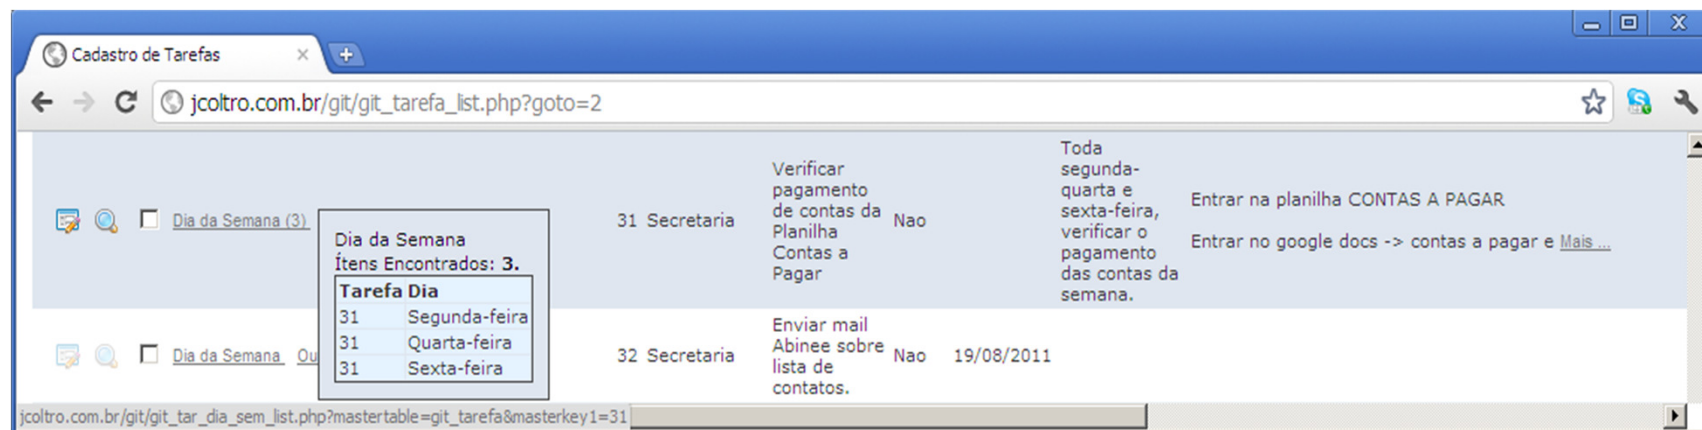 Cadastro de Tarefas
jcoltro.com.br/git/git_tarefa_list.php?goto=2
Dia da Semana (3)
31 Secretaria
Verificar
pagamento
de contas da
Planilha
Contas a
Pagar
Nao
Toda
segunda-
quarta e
sexta-feira,
verificar o
pagamento
das contas da
semana.
Entrar na planilha CONTAS A PAGAR
Entrar no google docs -> contas a pagar e Mais ...
Dia da Semana
Ítens Encontrados: 3.
Tarefa Dia
31 Segunda-feira
31 Quarta-feira
31 Sexta-feira
Dia da Semana Ou
32 Secretaria
Enviar mail
Abinee sobre
lista de
contatos.
Nao
19/08/2011
jcoltro.com.br/git/git_tar_dia_sem_list.php?mastertable=git_tarefa&masterkey1=31